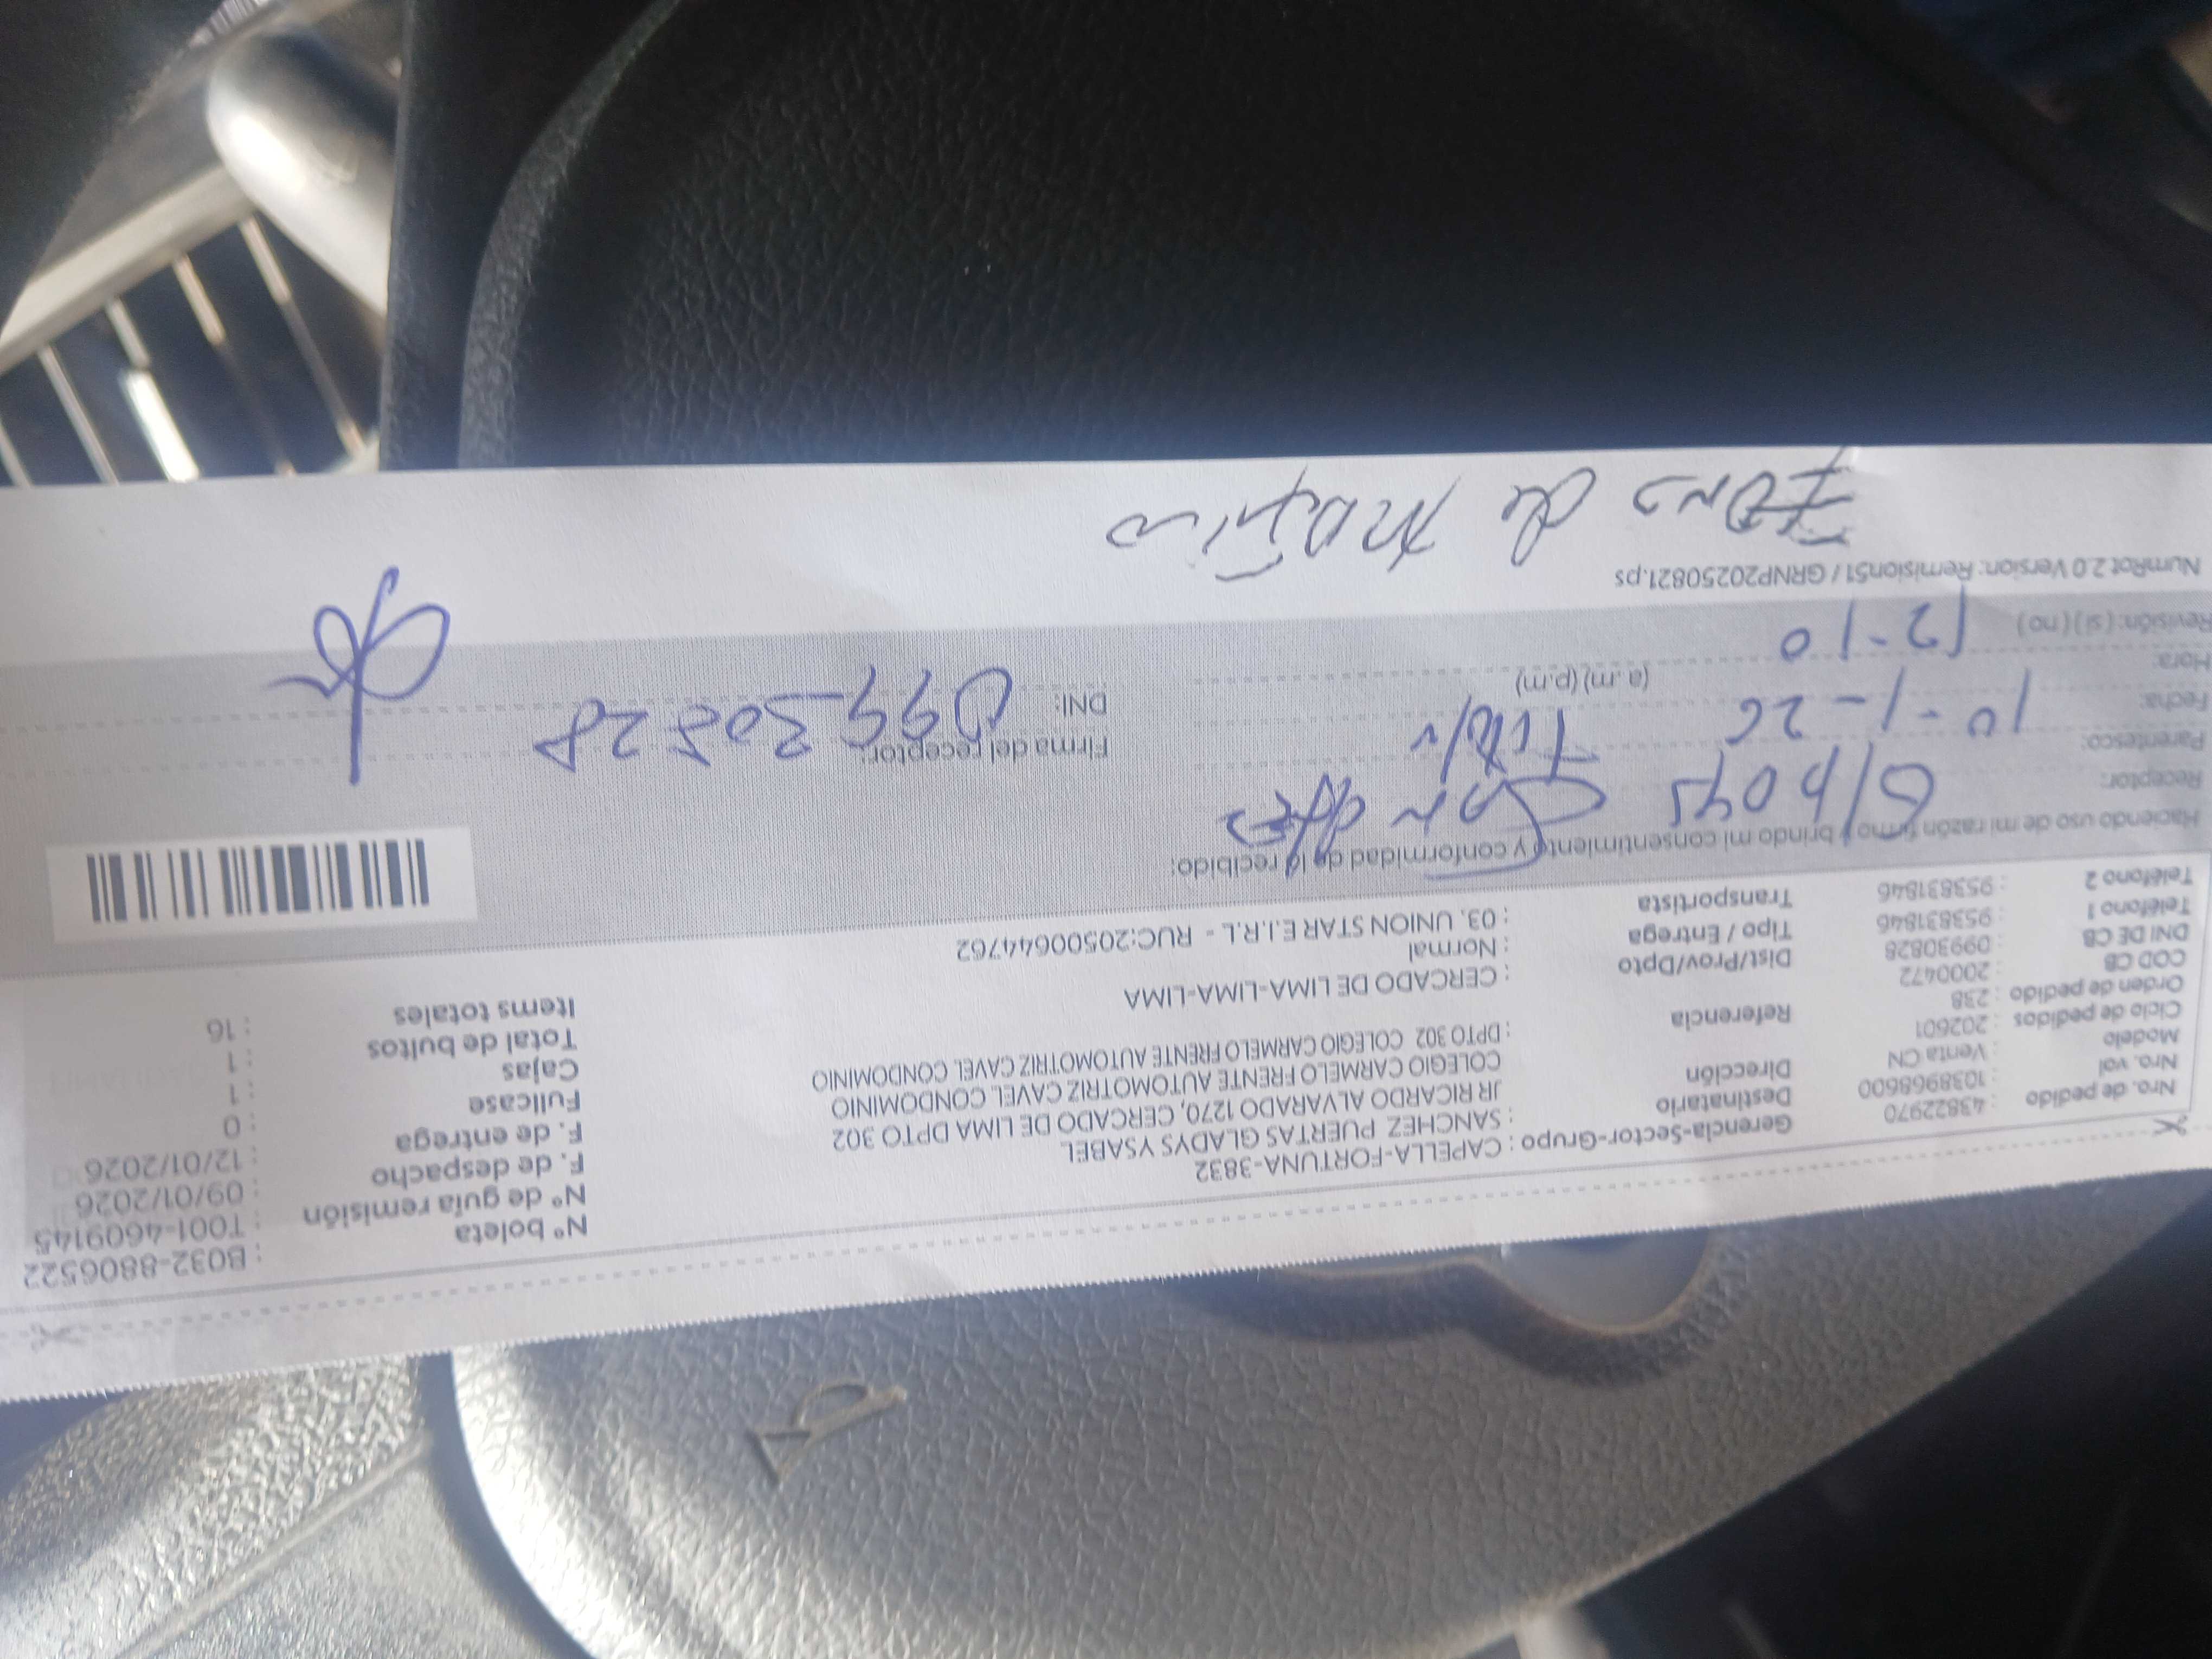 Nro. de pedido : 43822970
Nro. vol : 1038968600
Modelo : Venta CN
Ciclo de pedidos : 202601
Orden de pedido : 238
COD CB : 2000472
DNI DE CB : 09930828
Teléfono 1 : 953831846
Teléfono 2 : 953831846
Gerencia-Sector-Grupo : CAPELLA-FORTUNA-3832
Destinatario : SANCHEZ PUERTAS GLADYS YSABEL
Dirección JR RICARDO ALVARADO 1270, CERCADO DE LIMA DPTO 302
COLEGIO CARMELO FRENTE AUTOMOTRIZ CAVEL CONDOMINIO
Referencia : DPTO 302 COLEGIO CARMELO FRENTE AUTOMOTRIZ CAVEL CONDOMINIO
Dist/Prov/Dpto : CERCADO DE LIMA-LIMA-LIMA
Tipo / Entrega : Normal
Transportista : 03. UNION STAR E.I.R.L - RUC:20500644762
N° boleta : B032-8806522
N° de guía remisión : T001-4609145
F. de despacho : 09/01/2026
F. de entrega : 12/01/2026
Fullcase : 0
Cajas : 1
Total de bultos : 1
Items totales : 16
Haciendo uso de mi razón firmo y brindo mi consentimiento y conformidad de lo recibido:
Receptor:
Parentesco:
Fecha: 10-1-26
Hora: 12-10 (a.m) (p.m)
Revisión: (si) (no)
Firma del receptor:
DNI: 09930828
NumRot 2.0 Version: Remision51 / GRNP20250821.ps
de